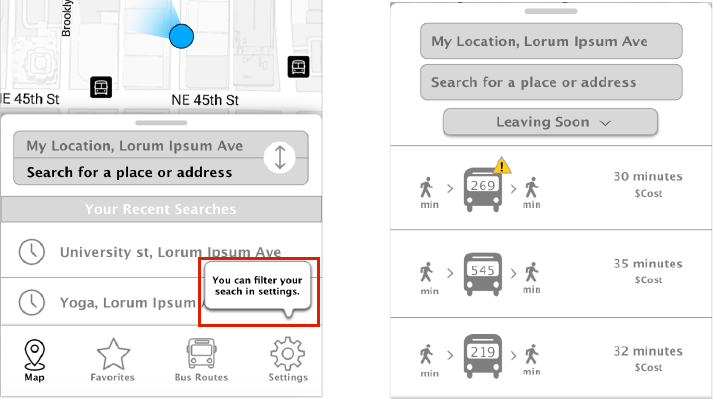 Brooklyn
NE 45th St
NE 45th St
My Location, Lorum Ipsum Ave
Search for a place or address
Your Recent Searches
University st, Lorum Ipsum Ave
You can filter your
seach in settings.
Yoga, Lorum Ipsum
Map
Favorites
Bus Routes
Settings
My Location, Lorum Ipsum Ave
Search for a place or address
Leaving Soon
269
30 minutes
$Cost
min
min
545
35 minutes
$Cost
min
min
219
32 minutes
$Cost
min
min